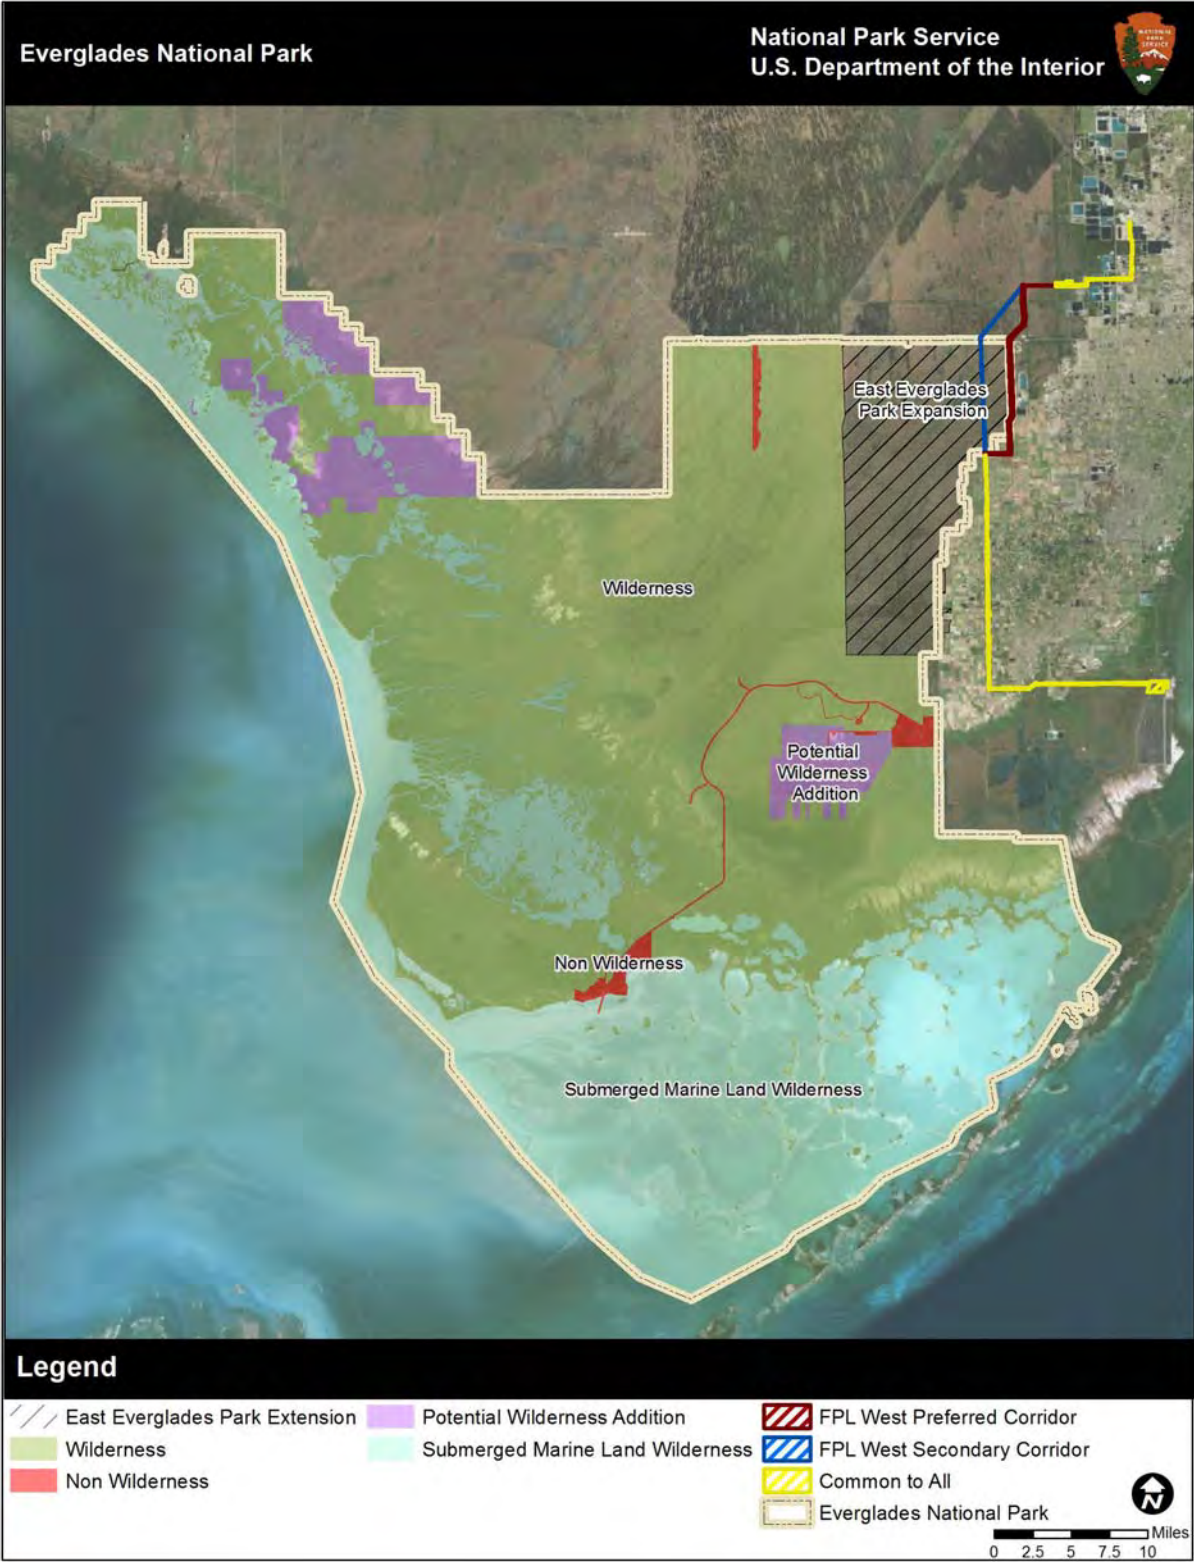 Everglades National Park
National Park Service
U.S. Department of the Interior
NATIONAL
PARK
SERVICE
East Everglades
Park Expansion
Wilderness
Potential
Wilderness
Addition
Non Wilderness
Submerged Marine Land Wilderness
Legend
East Everglades Park Extension
Wilderness
Non Wilderness
Potential Wilderness Addition
Submerged Marine Land Wilderness
FPL West Preferred Corridor
FPL West Secondary Corridor
Common to All
Everglades National Park
N
Miles
0 2.5 5 7.5 10